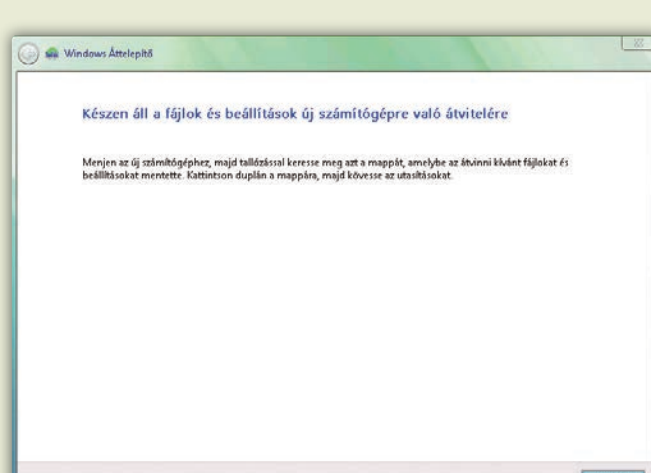 Windows Áttelepítő
Készen áll a fájlok és beállítások új számítógépre való átvitelére
Menjen az új számítógéphez, majd tallózással keresse meg azt a mappát, amelybe az átvinni kívánt fájlokat és
beállításokat mentette. Kattintson duplán a mappára, majd kövesse az utasításokat.